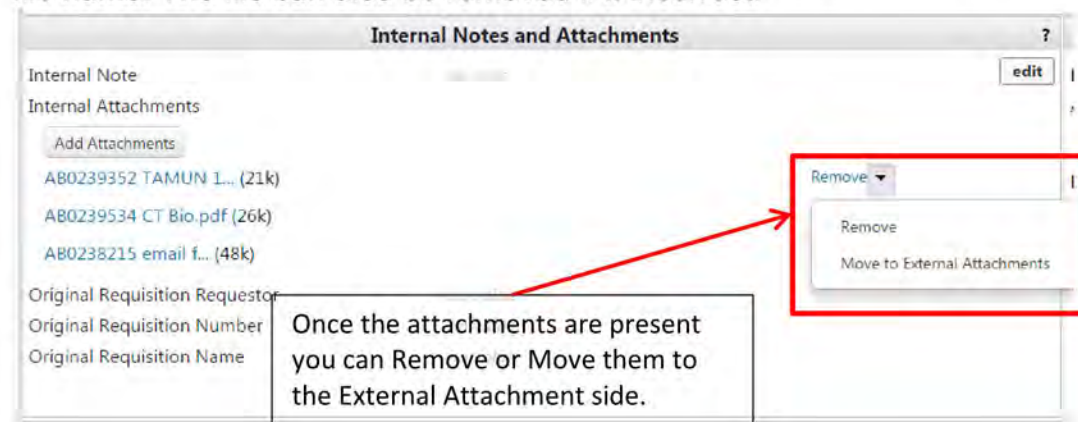 Internal Notes and Attachments ?
Internal Note
edit
Internal Attachments
Add Attachments
AB0239352 TAMUN 1... (21k)
Remove
AB0239534 CT Bio.pdf (26k)
Remove
AB0238215 email f... (48k)
Move to External Attachments
Original Requisition Requestor
Original Requisition Number
Original Requisition Name
Once the attachments are present
you can Remove or Move them to
the External Attachment side.